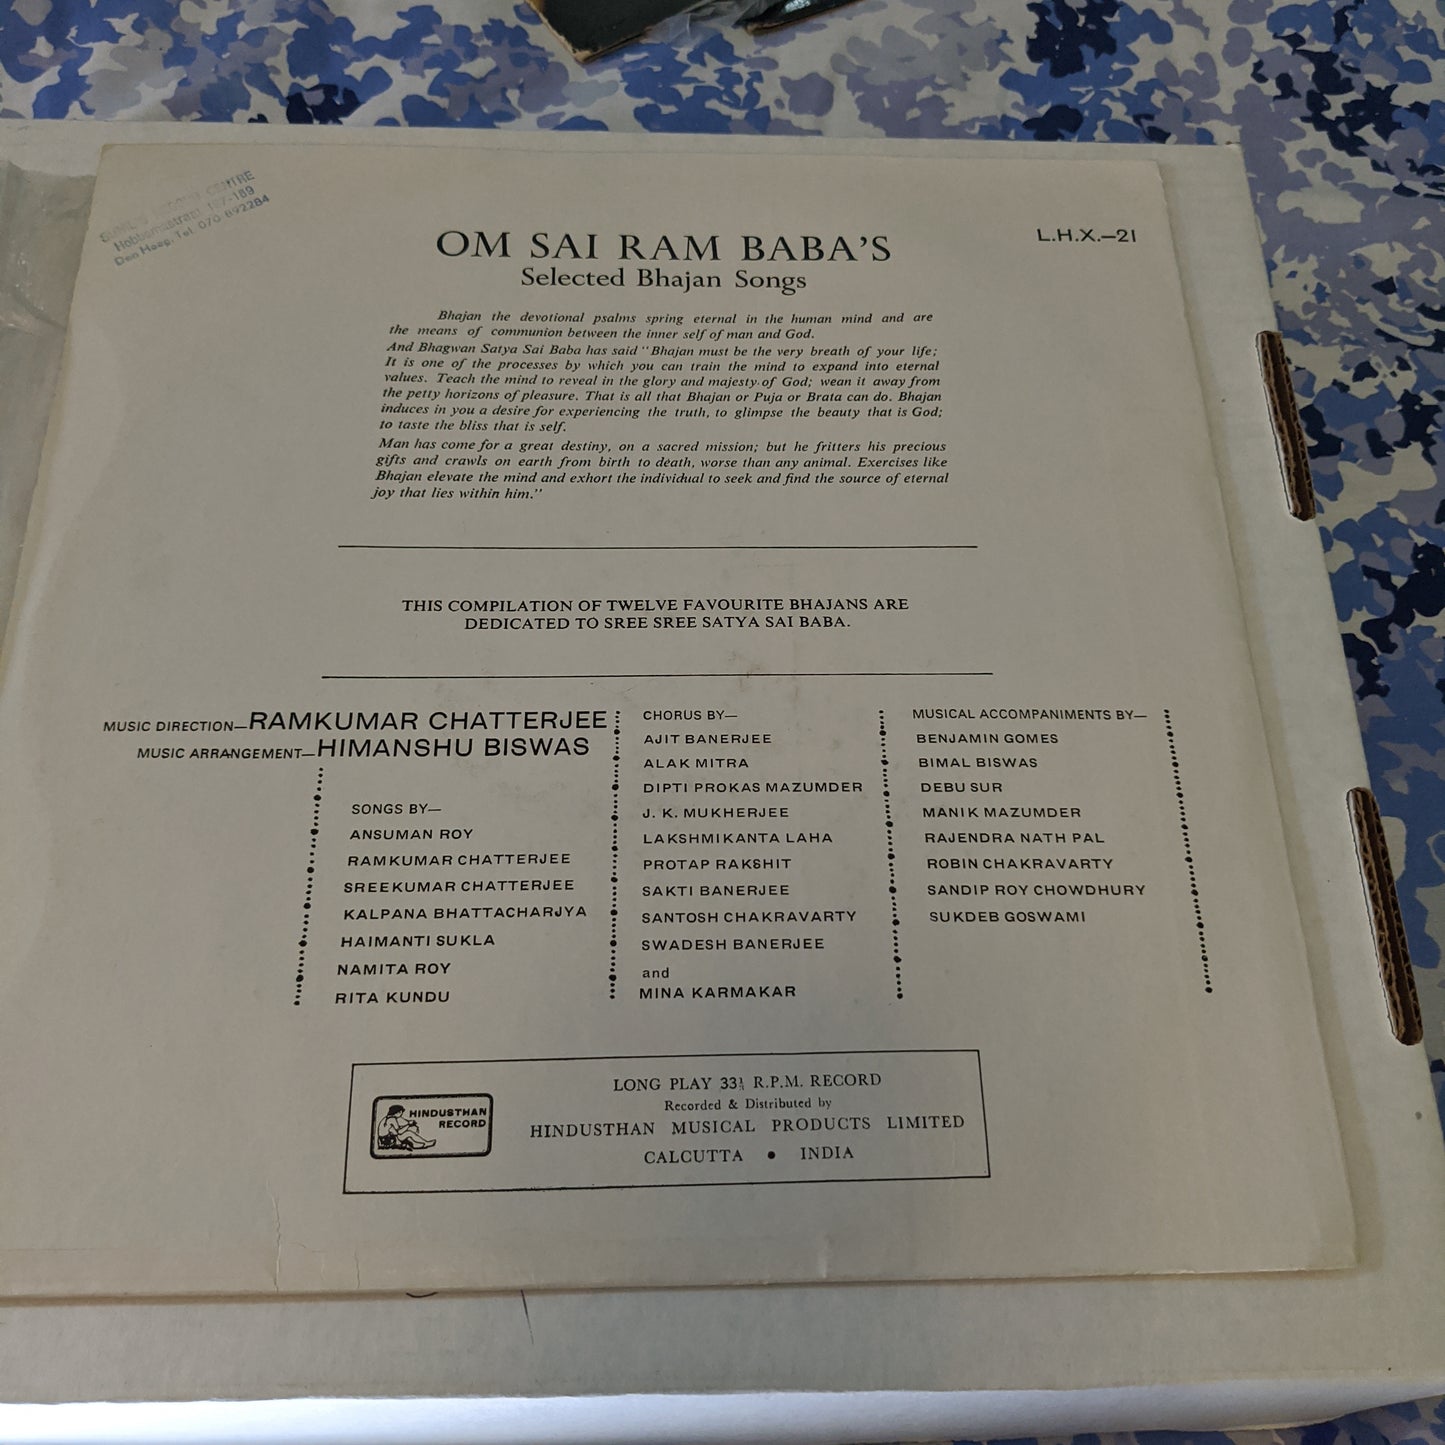 CENTRE
Hobbemastraat 187-189
Den Haag. Tel. 070-892284
OM SAI RAM BABA'S
L.H.X.—21
Selected Bhajan Songs
Bhajan the devotional psalms spring eternal in the human mind and are
the means of communion between the inner self of man and God.
And Bhagwan Satya Sai Baba has said "Bhajan must be the very breath of your life;
It is one of the processes by which you can train the mind to expand into eternal
values. Teach the mind to reveal in the glory and majesty of God; wean it away from
the petty horizons of pleasure. That is all that Bhajan or Puja or Brata can do. Bhajan
induces in you a desire for experiencing the truth, to glimpse the beauty that is God;
to taste the bliss that is self.
Man has come for a great destiny, on a sacred mission; but he fritters his precious
gifts and crawls on earth from birth to death, worse than any animal. Exercises like
Bhajan elevate the mind and exhort the individual to seek and find the source of eternal
joy that lies within him."
THIS COMPILATION OF TWELVE FAVOURITE BHAJANS ARE
DEDICATED TO SREE SREE SATYA SAI BABA.
MUSIC DIRECTION—RAMKUMAR CHATTERJEE
MUSIC ARRANGEMENT—HIMANSHU BISWAS
SONGS BY—
ANSUMAN ROY
RAMKUMAR CHATTERJEE
SREEKUMAR CHATTERJEE
KALPANA BHATTACHARJYA
HAIMANTI SUKLA
NAMITA ROY
RITA KUNDU
CHORUS BY—
AJIT BANERJEE
ALAK MITRA
DIPTI PROKAS MAZUMDER
J. K. MUKHERJEE
LAKSHMIKANTA LAHA
PROTAP RAKSHIT
SAKTI BANERJEE
SANTOSH CHAKRAVARTY
SWADESH BANERJEE
and
MINA KARMAKAR
MUSICAL ACCOMPANIMENTS BY—
BENJAMIN GOMES
BIMAL BISWAS
DEBU SUR
MANIK MAZUMDER
RAJENDRA NATH PAL
ROBIN CHAKRAVARTY
SANDIP ROY CHOWDHURY
SUKDEB GOSWAMI
HINDUSTHAN
RECORD
LONG PLAY 33⅓ R.P.M. RECORD
Recorded & Distributed by
HINDUSTHAN MUSICAL PRODUCTS LIMITED
CALCUTTA • INDIA